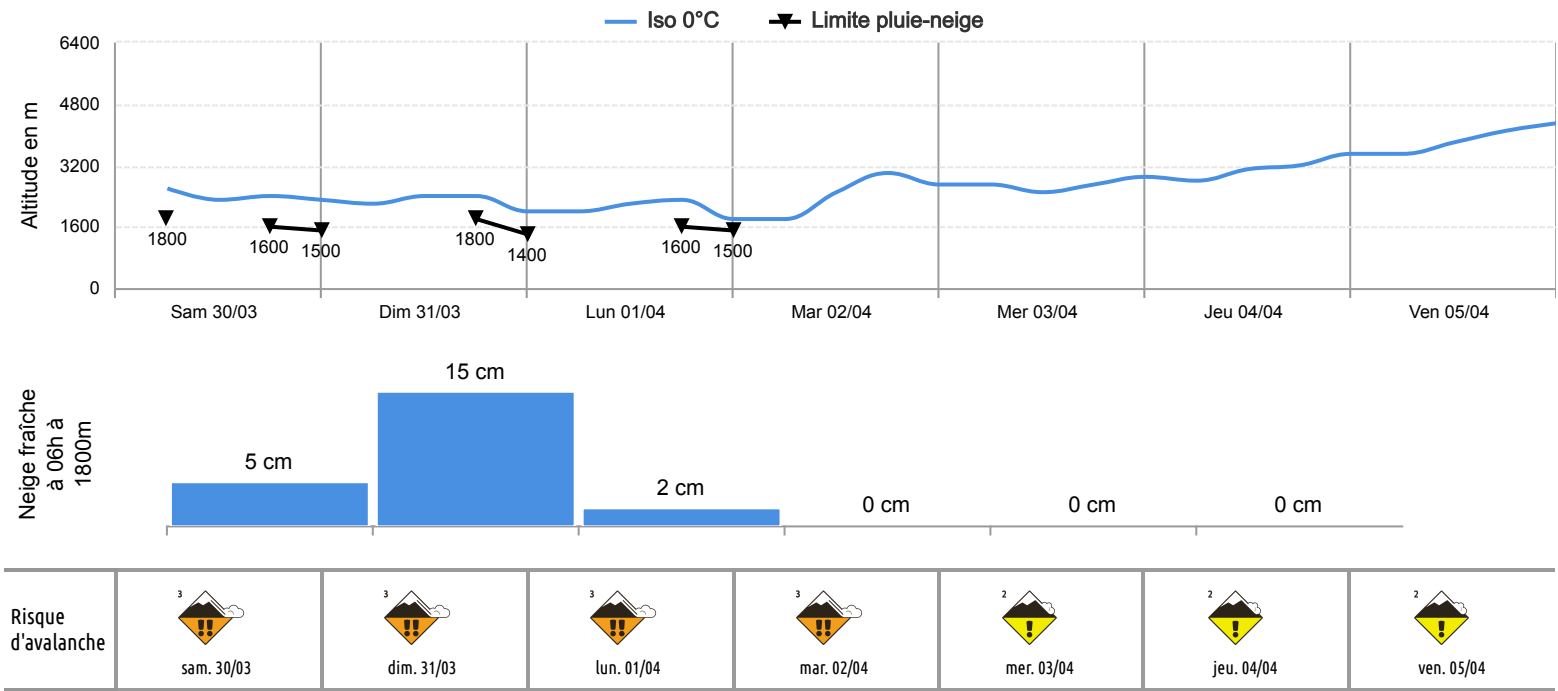 Iso 0°C Limite pluie-neige
Altitude en m
6400
4800
3200
1600
0
1800
1600
1500
1800
1400
1600
1500
Sam 30/03 Dim 31/03 Lun 01/04 Mar 02/04 Mer 03/04 Jeu 04/04 Ven 05/04
Neige fraîche
à 06h à
1800m
5 cm
15 cm
2 cm
0 cm
0 cm
0 cm
Risque
d'avalanche
3 3 3 3 2 2 2
!! !! !! !! ! ! !
sam. 30/03 dim. 31/03 lun. 01/04 mar. 02/04 mer. 03/04 jeu. 04/04 ven. 05/04